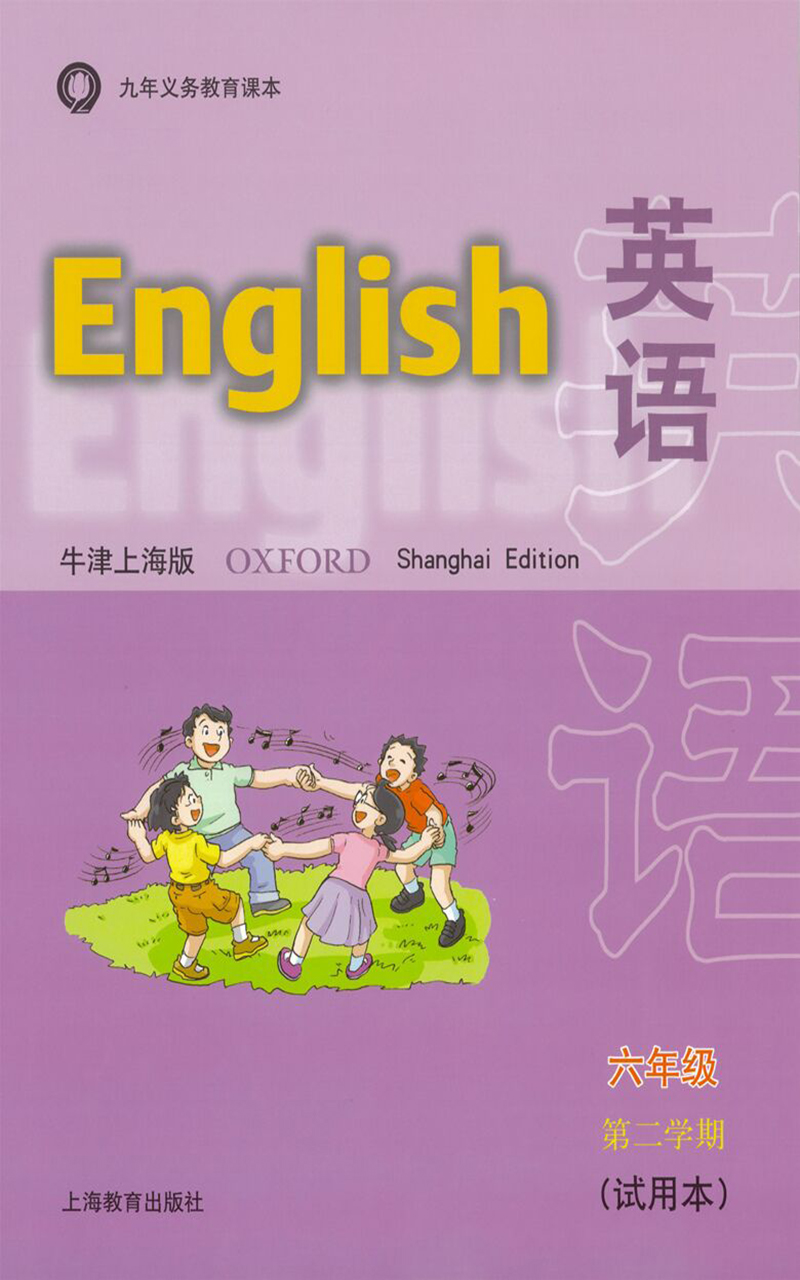 九年义务教育课本
English
英语
牛津上海版 OXFORD Shanghai Edition
六年级
第二学期
(试用本)
上海教育出版社